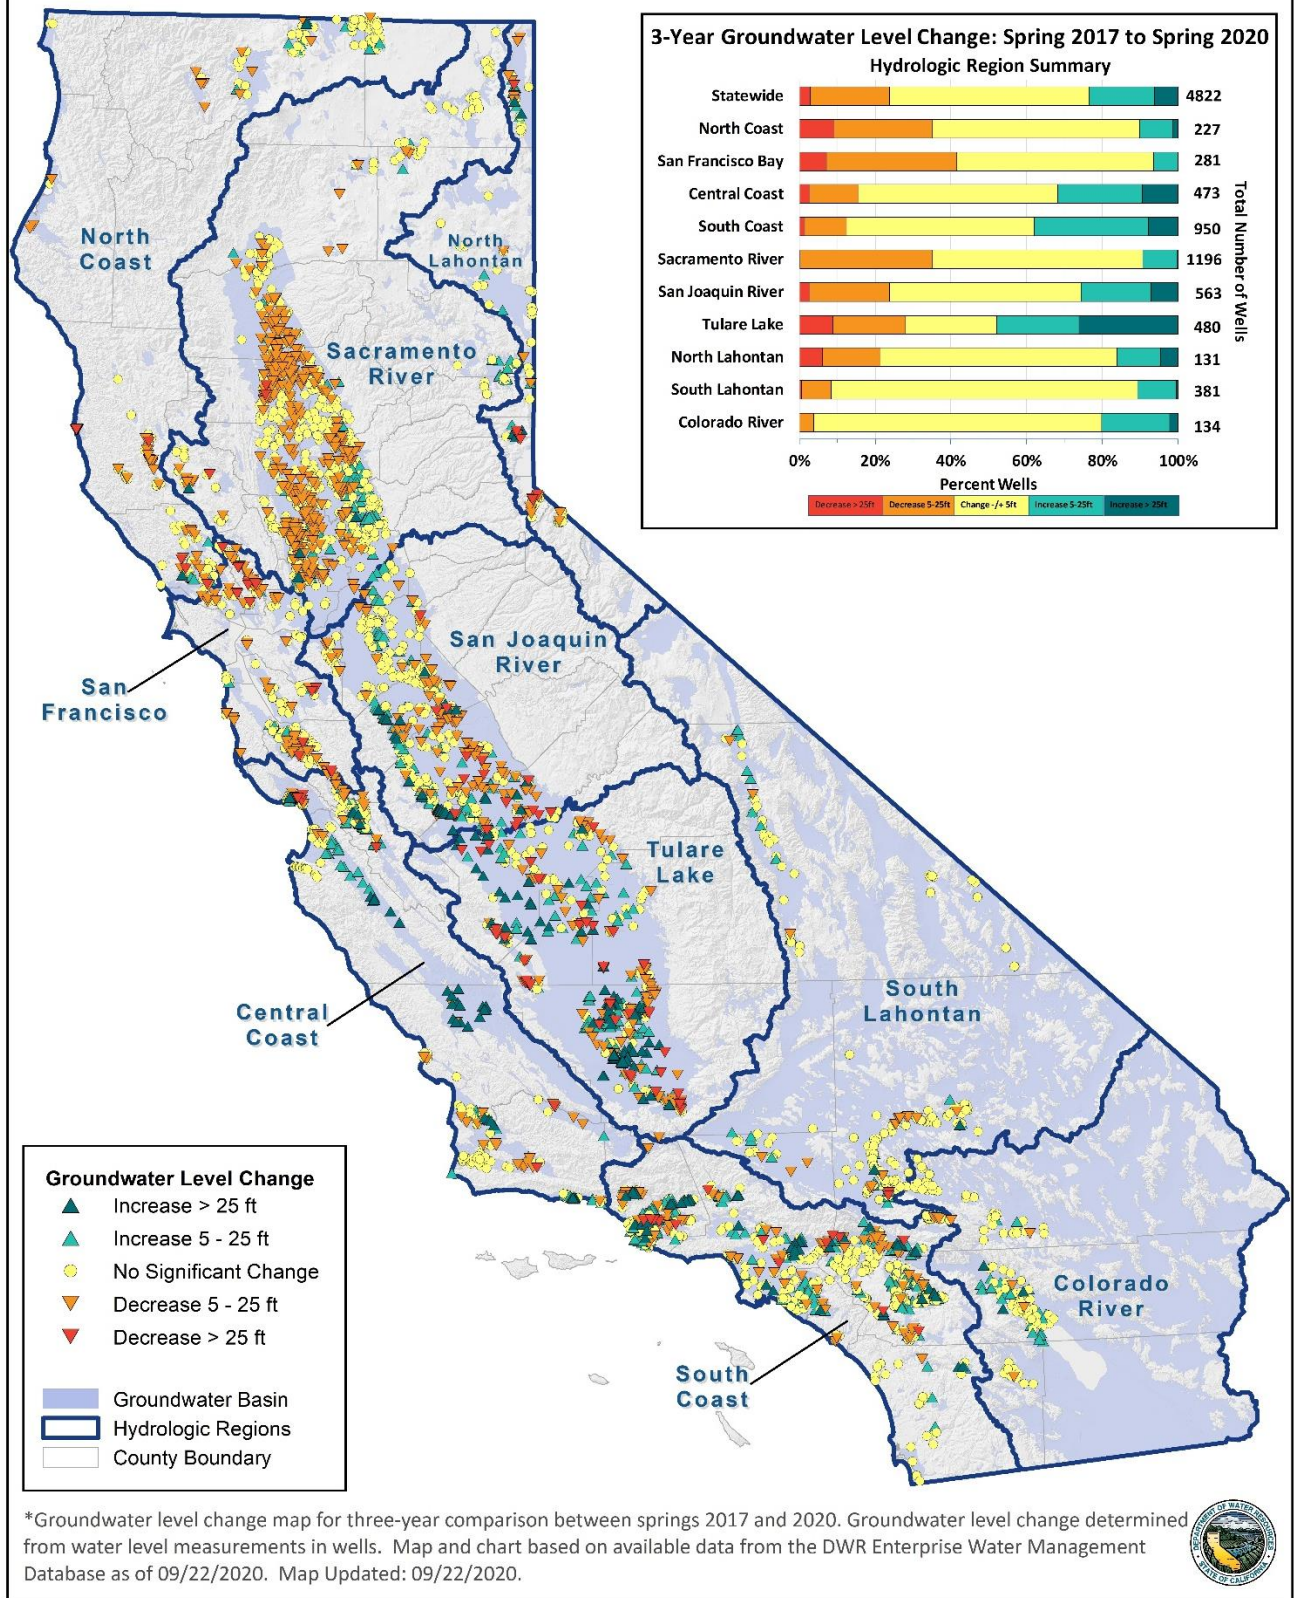 3-Year Groundwater Level Change: Spring 2017 to Spring 2020
Hydrologic Region Summary
Statewide 4822
North Coast 227
San Francisco Bay 281
Central Coast 473
South Coast 950
Sacramento River 1196
San Joaquin River 563
Tulare Lake 480
North Lahontan 131
South Lahontan 381
Colorado River 134
Total Number of Wells
0% 20% 40% 60% 80% 100%
Percent Wells
Decrease > 25ft Decrease 5-25ft Change -/+ 5ft Increase 5-25ft Increase > 25ft
North
Coast
North
Lahontan
Sacramento
River
San Joaquin
River
San
Francisco
Tulare
Lake
Central
Coast
South
Lahontan
Colorado
River
South
Coast
Groundwater Level Change
Increase > 25 ft
Increase 5 - 25 ft
No Significant Change
Decrease 5 - 25 ft
Decrease > 25 ft
Groundwater Basin
Hydrologic Regions
County Boundary
*Groundwater level change map for three-year comparison between springs 2017 and 2020. Groundwater level change determined
from water level measurements in wells. Map and chart based on available data from the DWR Enterprise Water Management
Database as of 09/22/2020. Map Updated: 09/22/2020.
DEPARTMENT OF WATER RESOURCES
STATE OF CALIFORNIA